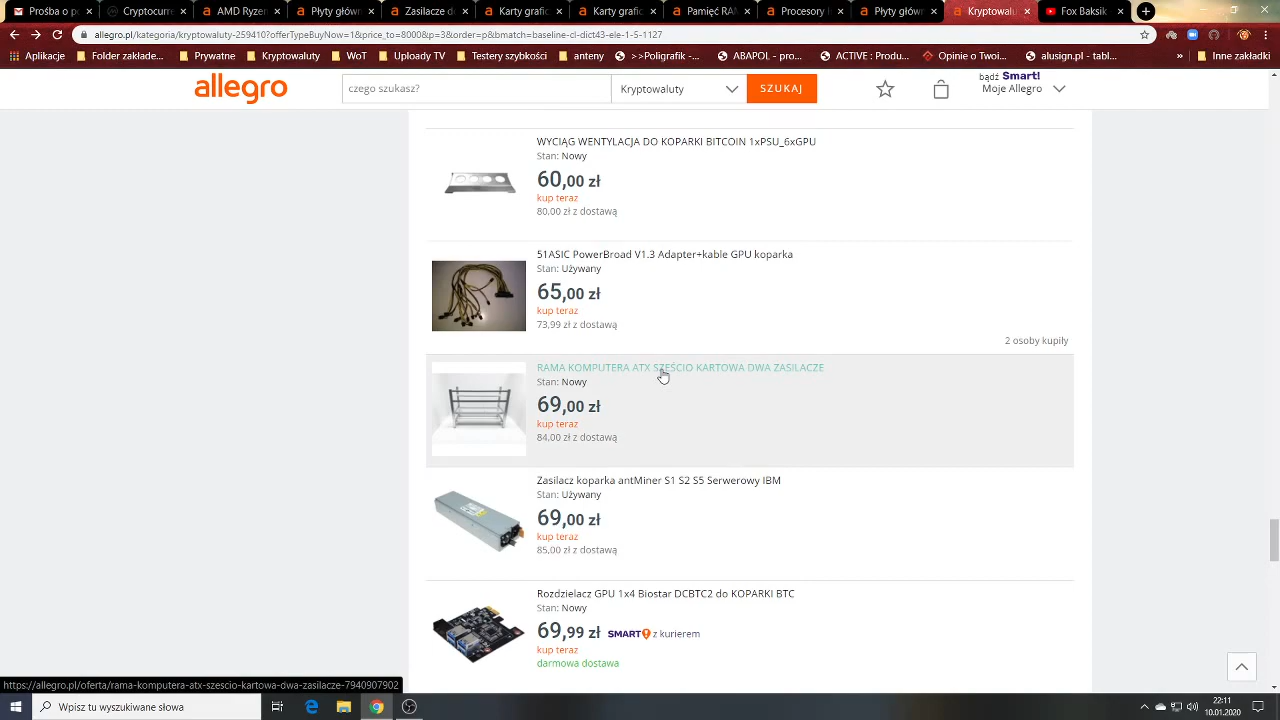 Prośba o po
Cryptocurre
AMD Ryzen
Płyty główn
Zasilacze do
Karty grafic
Karty grafic
Pamięć RAM
Procesory I
Płyty główn
Kryptowalu
Fox Baksik
allegro.pl/kategoria/kryptowaluty-259410?offerTypeBuyNow=1&price_to=8000&p=3&order=p&bmatch=baseline-cl-dict43-ele-1-5-1127
Aplikacje
Prywatne
WoT
Uploady TV
Testery szybkości
anteny
>>Poligrafik -...
ABAPOL - pro...
ACTIVE : Produkt...
Opinie o Twoi...
alusign.pl - tabl...
Inne zakładki
allegro
czego szukasz?
Kryptowaluty
SZUKAJ
bądź Smart!
Moje Allegro
WYCIĄG WENTYLACJA DO KOPARKI BITCOIN 1xPSU_6xGPU
Stan: Nowy
60,00 zł
kup teraz
80,00 zł z dostawą
51ASIC PowerBroad V1.3 Adapter+kable GPU koparka
Stan: Używany
65,00 zł
kup teraz
73,99 zł z dostawą
2 osoby kupiły
RAMA KOMPUTERA ATX SZEŚCIO KARTOWA DWA ZASILACZE
Stan: Nowy
69,00 zł
kup teraz
84,00 zł z dostawą
Zasilacz koparka antMiner S1 S2 S5 Serwerowy IBM
Stan: Używany
69,00 zł
kup teraz
85,00 zł z dostawą
Rozdzielacz GPU 1x4 Biostar DCBTC2 do KOPARKI BTC
Stan: Nowy
69,99 zł SMART! z kurierem
kup teraz
darmowa dostawa
https://allegro.pl/oferta/rama-komputera-atx-szescio-kartowa-dwa-zasilacze-7940907902
Wpisz tu wyszukiwane słowa
22:11
10.01.2020